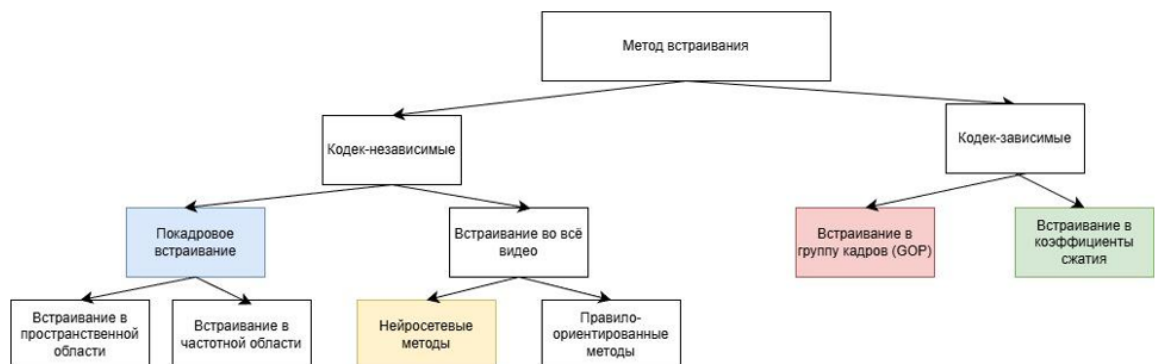 Метод встраивания
Кодек-независимые
Кодек-зависимые
Покадровое
встраивание
Встраивание во всё
видео
Встраивание в
группу кадров (GOP)
Встраивание в
коэффициенты
сжатия
Встраивание в
пространственной
области
Встраивание в
частотной области
Нейросетевые
методы
Правило-
ориентированные
методы